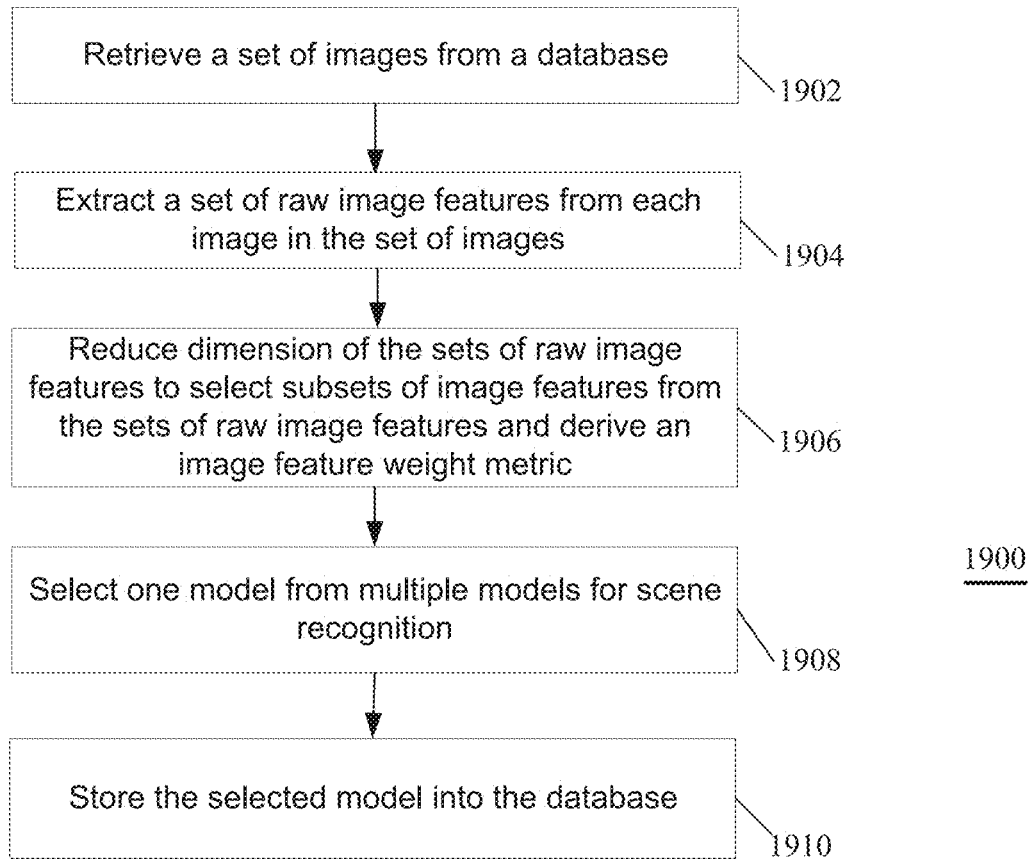 Retrieve a set of images from a database
1902
Extract a set of raw image features from each
image in the set of images
1904
Reduce dimension of the sets of raw image
features to select subsets of image features from
the sets of raw image features and derive an
image feature weight metric
1906
1900
Select one model from multiple models for scene
recognition
1908
Store the selected model into the database
1910